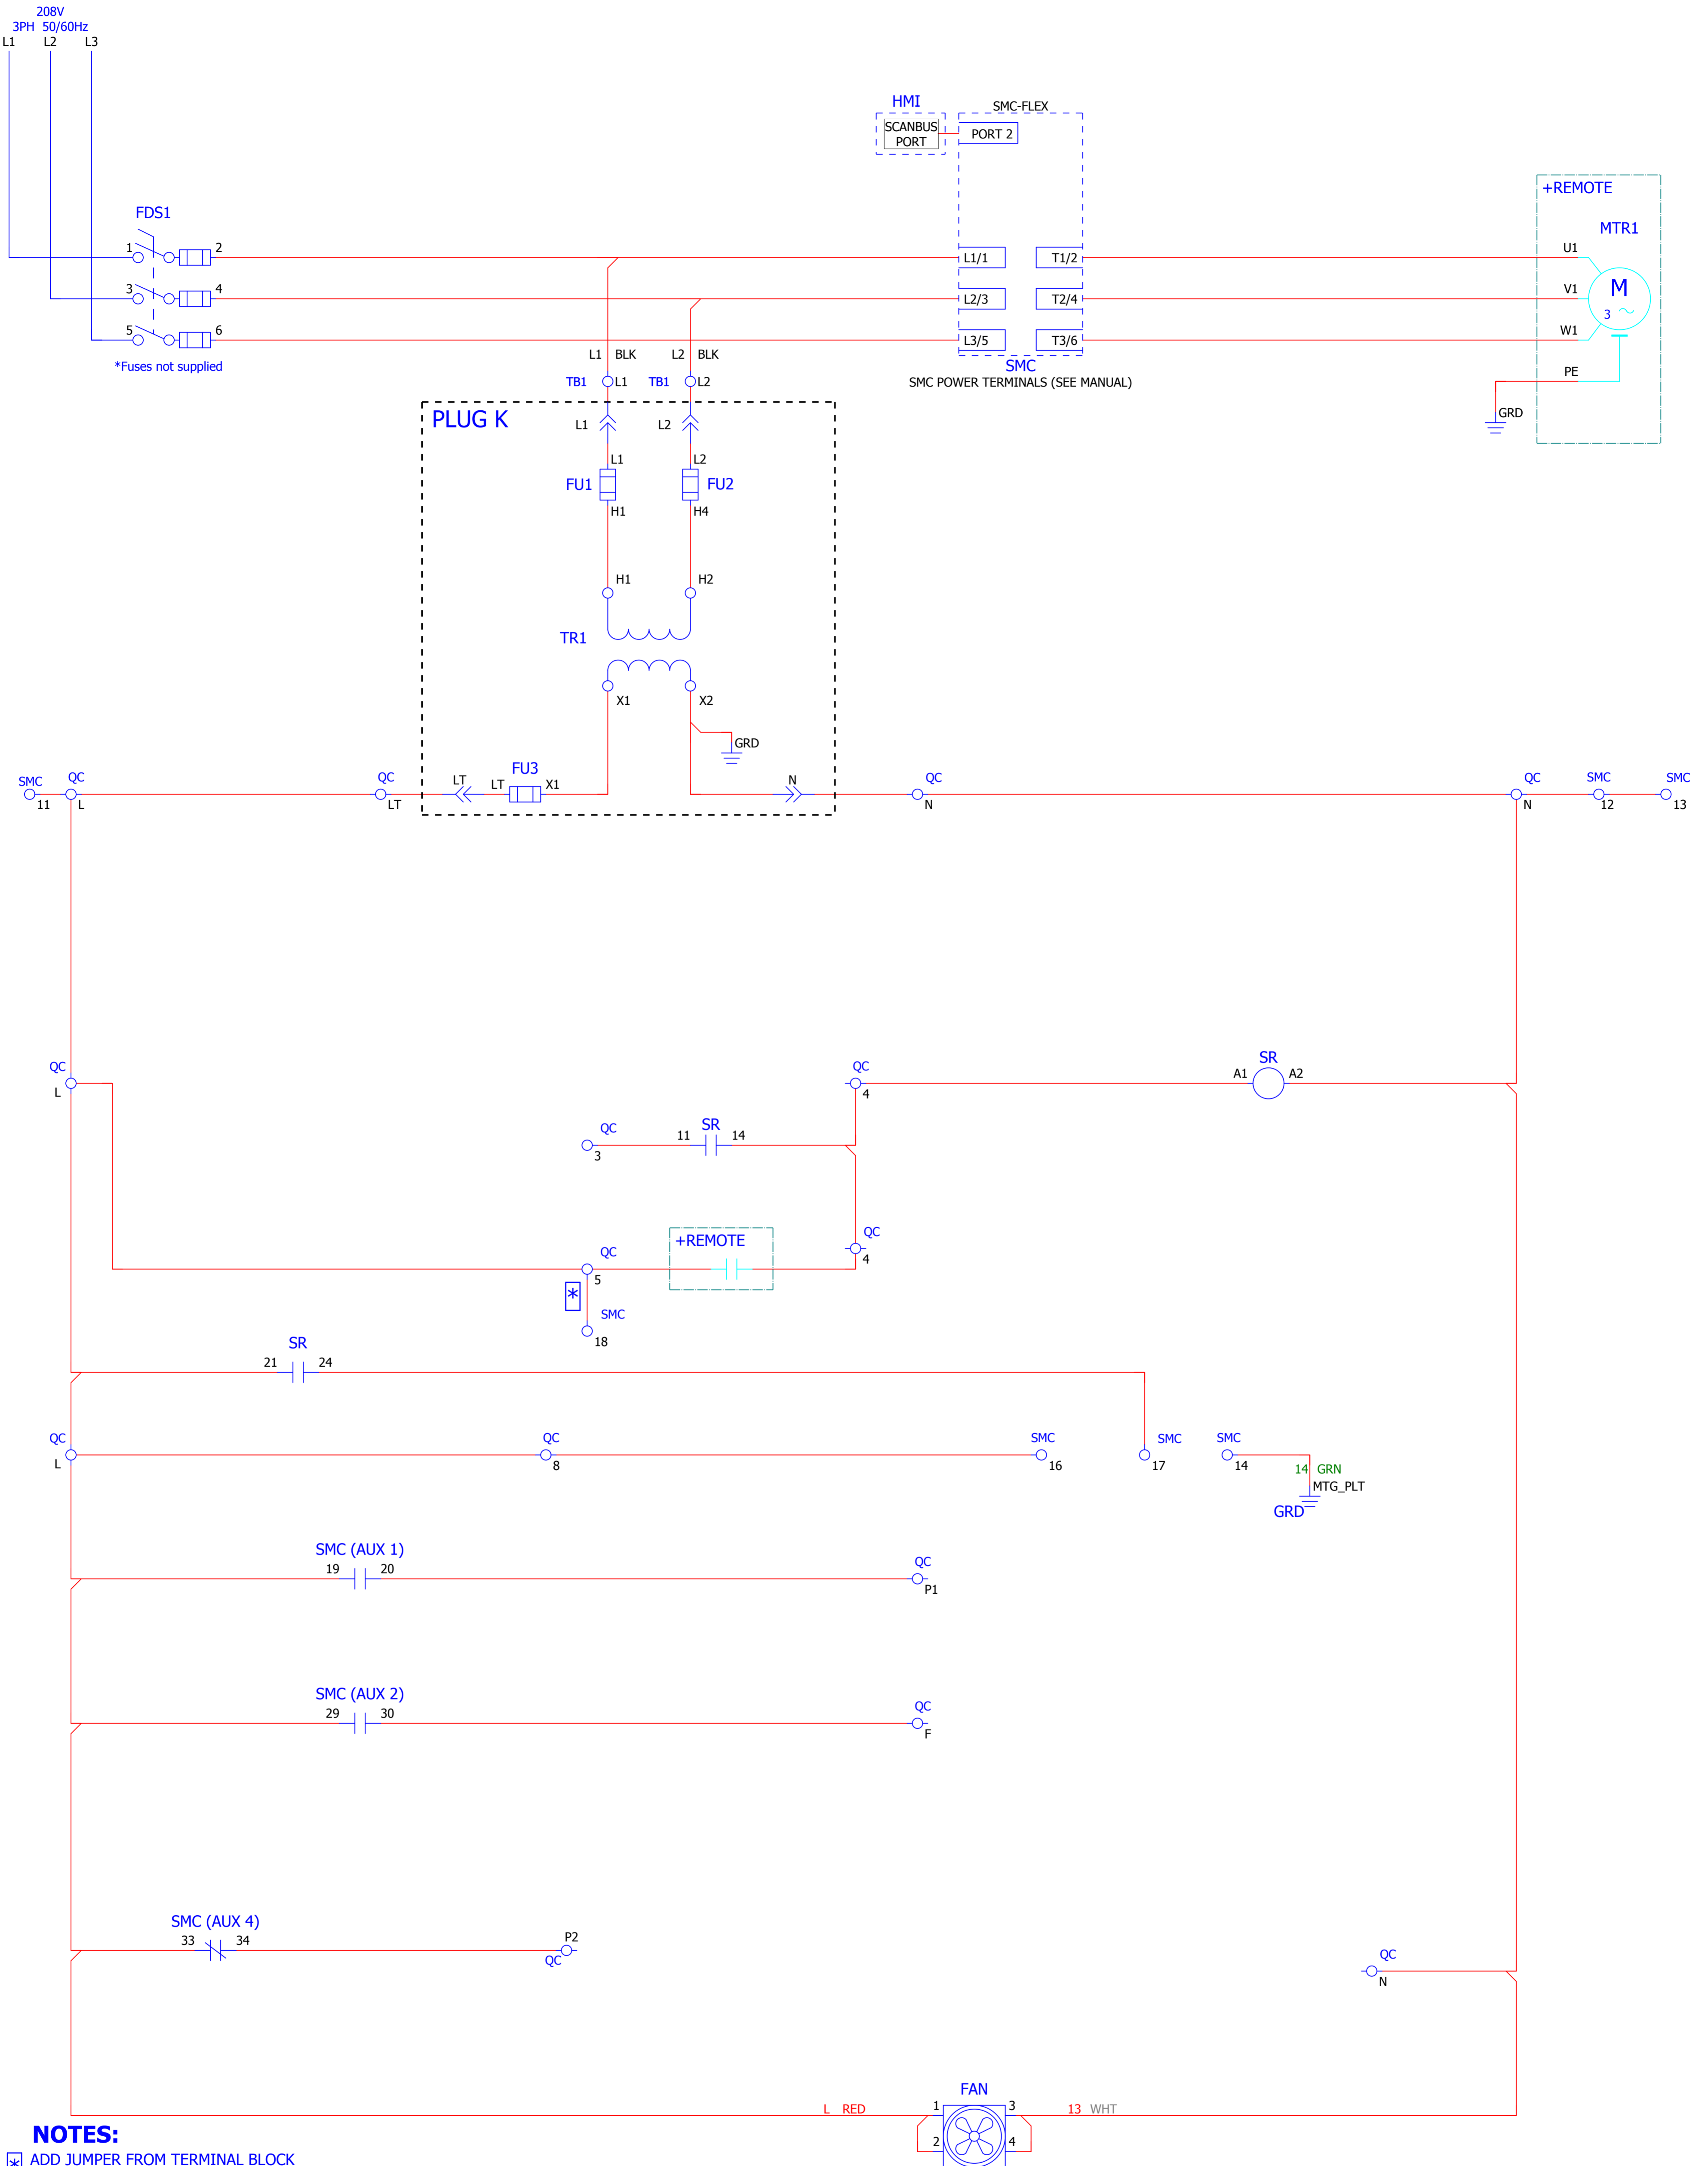 208V
3PH 50/60Hz
L1 L2 L3
HMI
SMC-FLEX
SCANBUS
PORT
PORT 2
+REMOTE
MTR1
FDS1
1 2
L1/1 T1/2
U1
3 4
L2/3 T2/4
V1
M
3
5 6
L3/5 T3/6
W1
*Fuses not supplied
L1 BLK L2 BLK
SMC
SMC POWER TERMINALS (SEE MANUAL)
PE
GRD
TB1 L1 TB1 L2
PLUG K
L1 L2
L1 L2
FU1 FU2
H1 H4
H1 H2
TR1
X1 X2
GRD
SMC QC QC LT LT FU3 X1 N QC QC SMC SMC
11 L LT N N 12 13
QC QC SR
L 4 A1 A2
QC 11 SR 14
3
+REMOTE
QC QC
5 4
*
SMC
18
SR
21 24
QC QC SMC SMC SMC
L 8 16 17 14
14 GRN
MTG_PLT
GRD
SMC (AUX 1)
19 20 QC
P1
SMC (AUX 2)
29 30 QC
F
SMC (AUX 4)
33 34 P2
QC
QC
N
FAN
L RED 1 3 13 WHT
2 4
NOTES:
* ADD JUMPER FROM TERMINAL BLOCK